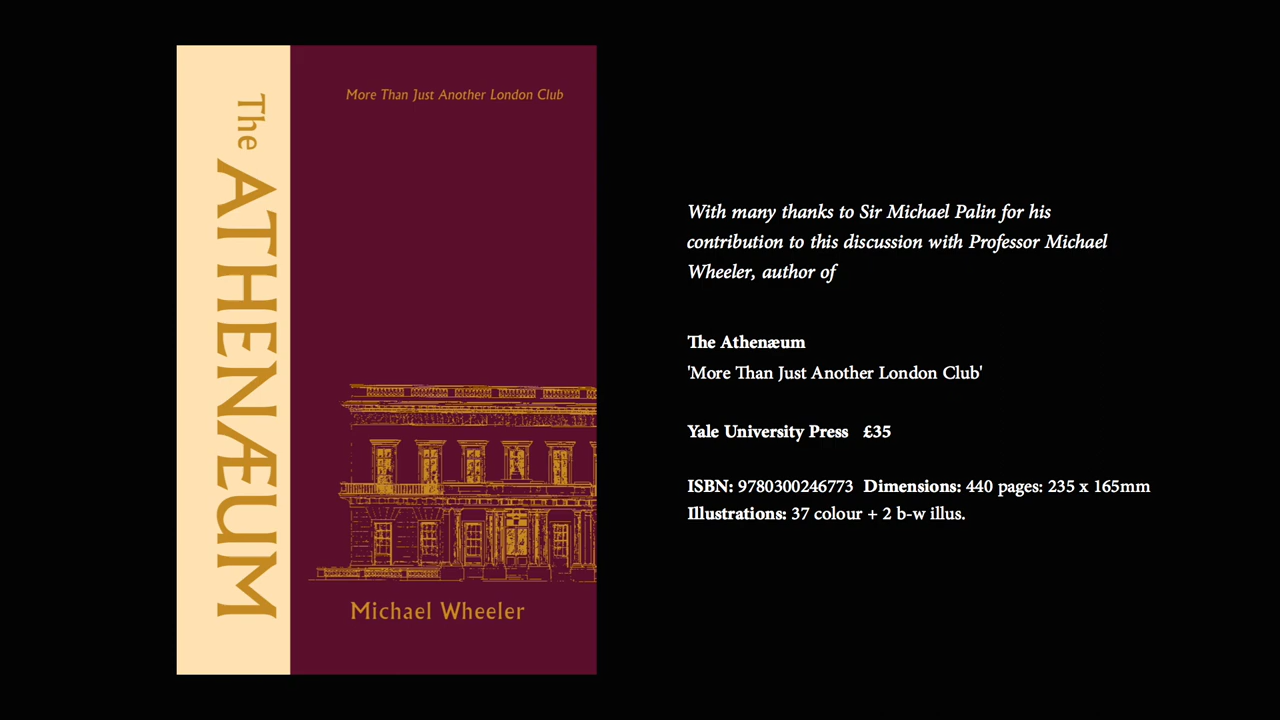 The ATHENÆUM
More Than Just Another London Club
Michael Wheeler
With many thanks to Sir Michael Palin for his
contribution to this discussion with Professor Michael
Wheeler, author of
The Athenæum
'More Than Just Another London Club'
Yale University Press £35
ISBN: 9780300246773 Dimensions: 440 pages: 235 x 165mm
Illustrations: 37 colour + 2 b-w illus.